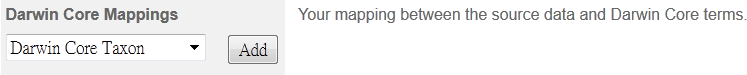 Darwin Core Mappings
Your mapping between the source data and Darwin Core terms.
Darwin Core Taxon
Add